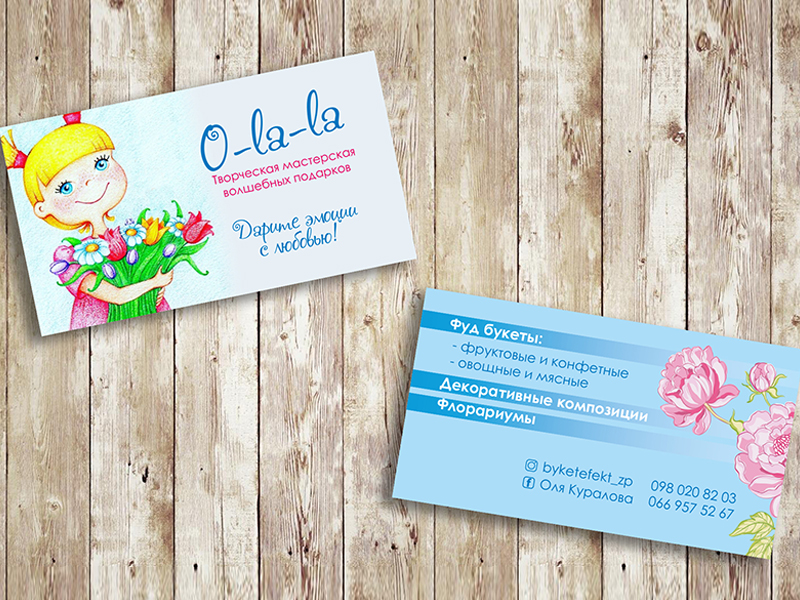 O-la-la
Творческая мастерская
волшебных подарков
Дарите эмоции
с любовью!
Фуд букеты:
- фруктовые и конфетные
- овощные и мясные
Декоративные композиции
Флорариумы
byketefekt_zp
Оля Куралова
098 020 82 03
066 957 52 67